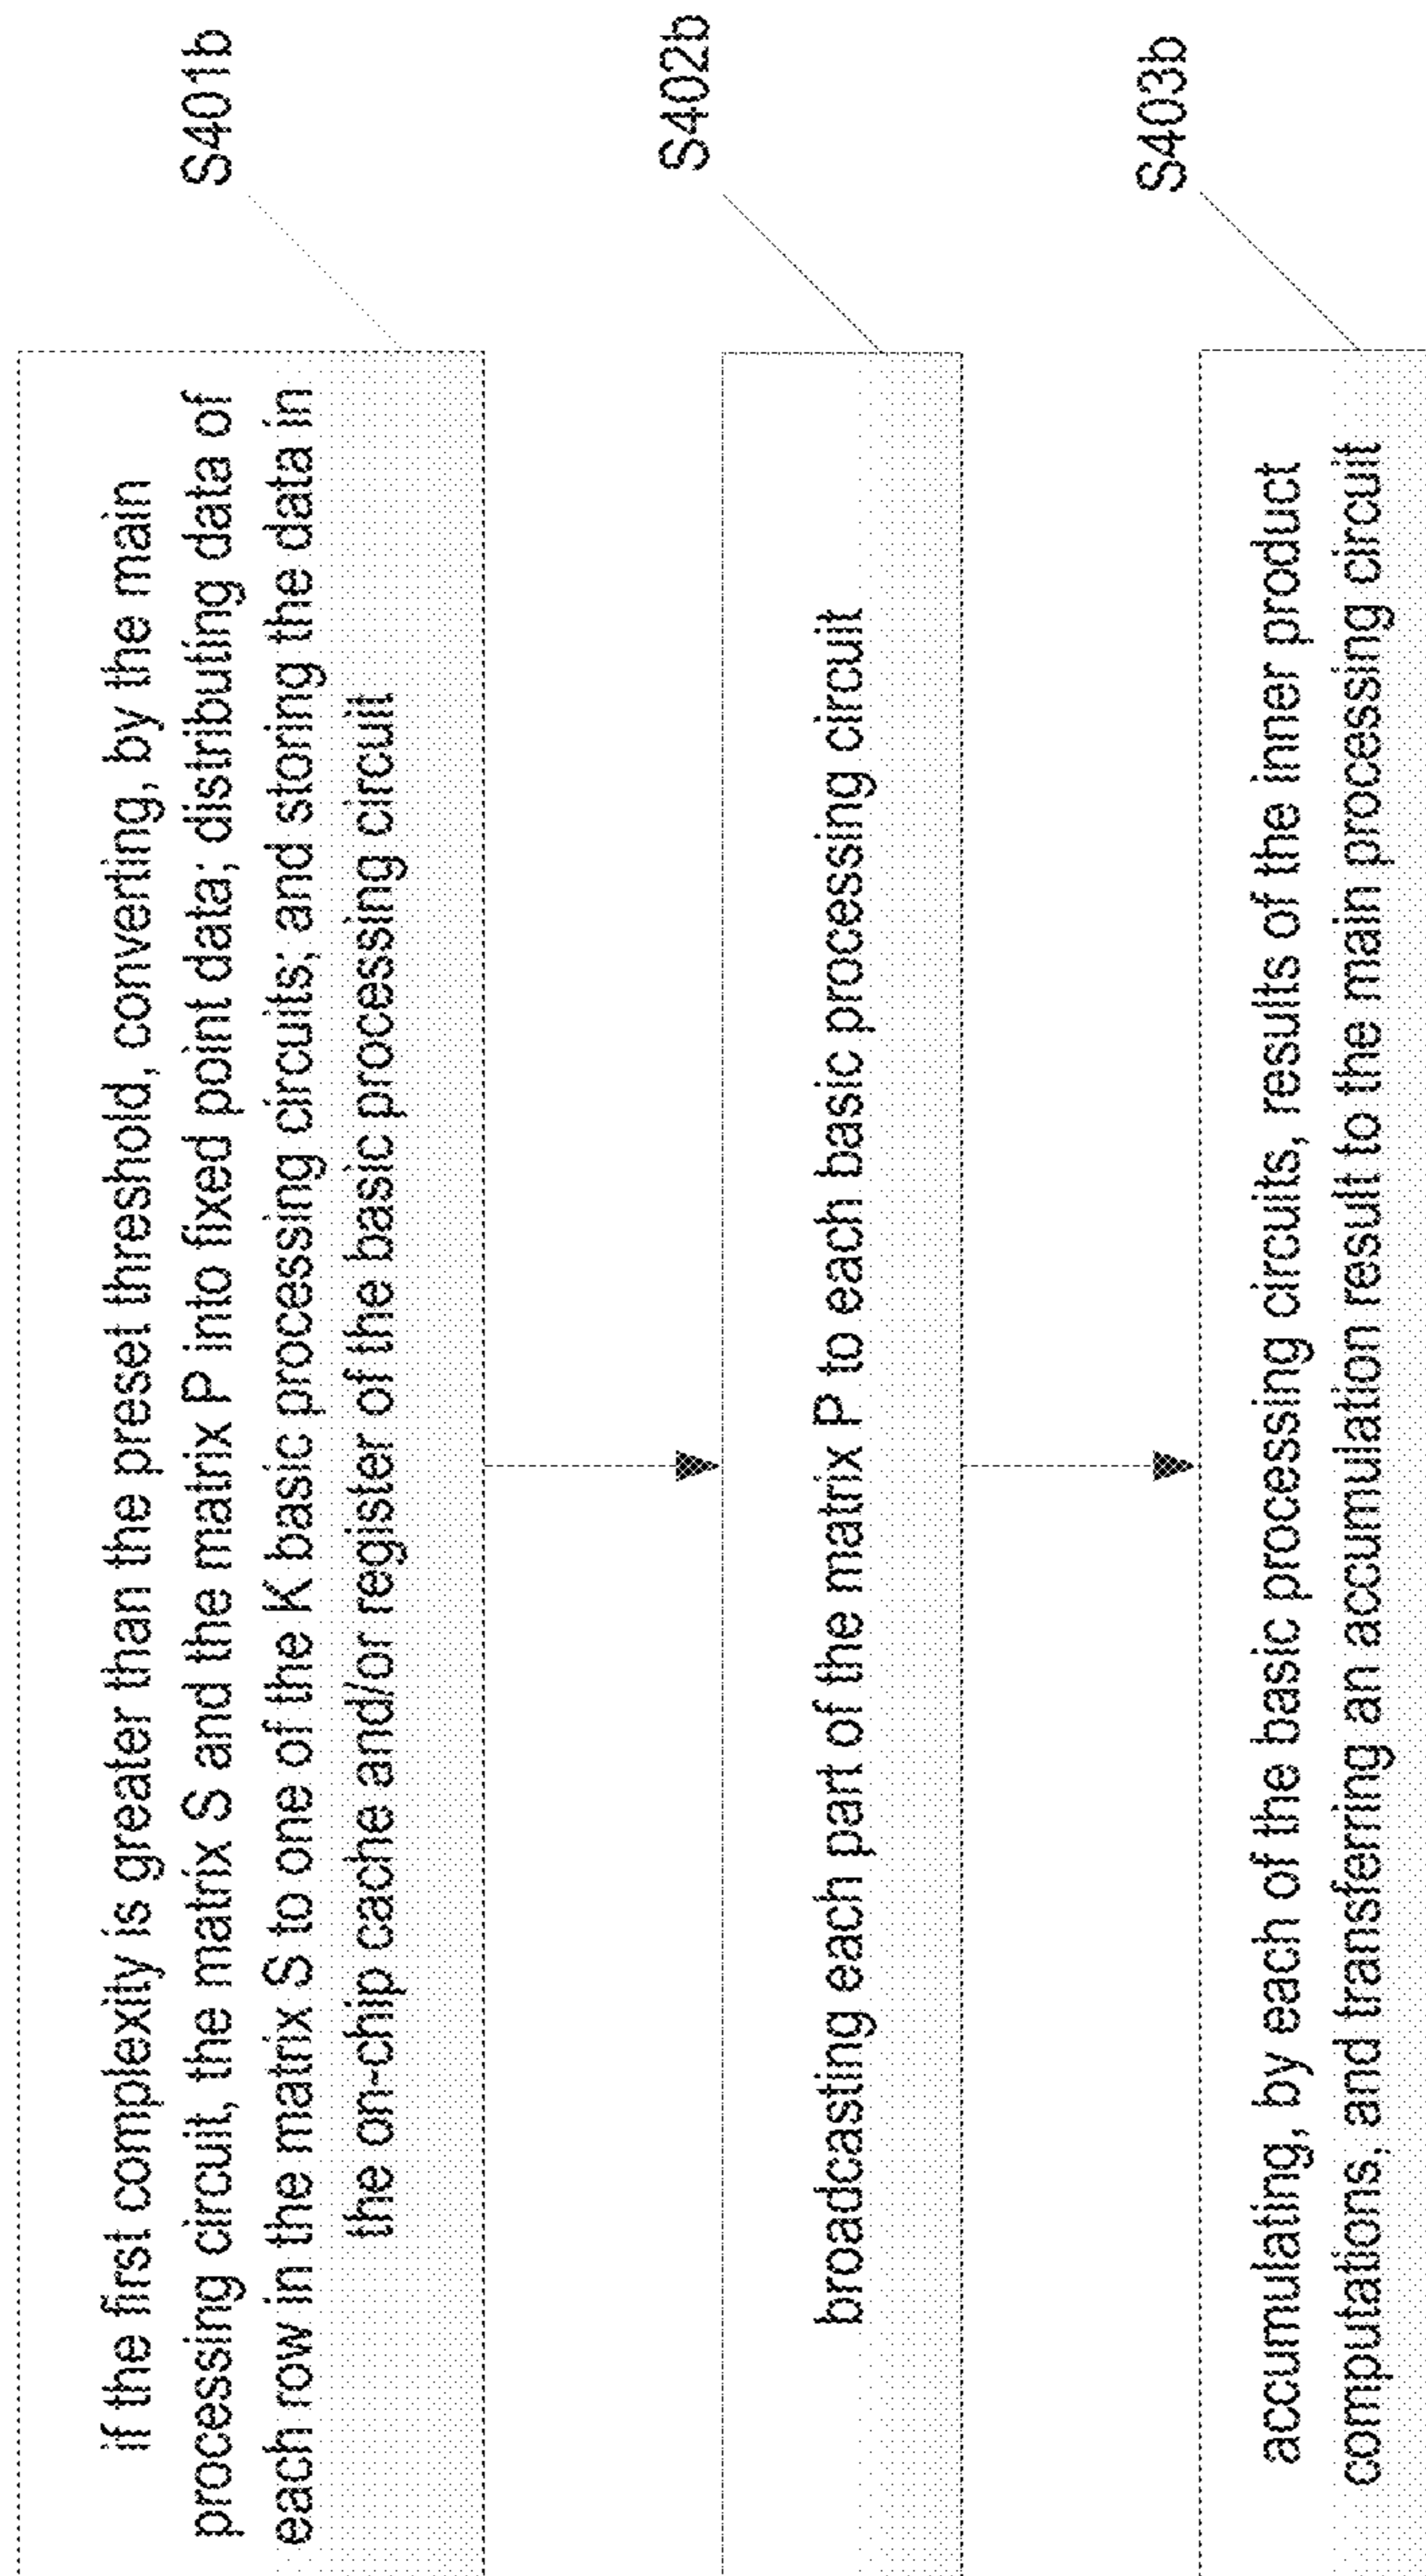 S401b
if the first complexity is greater than the preset threshold, converting, by the main
processing circuit, the matrix S and the matrix P into fixed point data; distributing data of
each row in the matrix S to one of the K basic processing circuits; and storing the data in
the on-chip cache and/or register of the basic processing circuit
S402b
broadcasting each part of the matrix P to each basic processing circuit
S403b
accumulating, by each of the basic processing circuits, results of the inner product
computations, and transferring an accumulation result to the main processing circuit